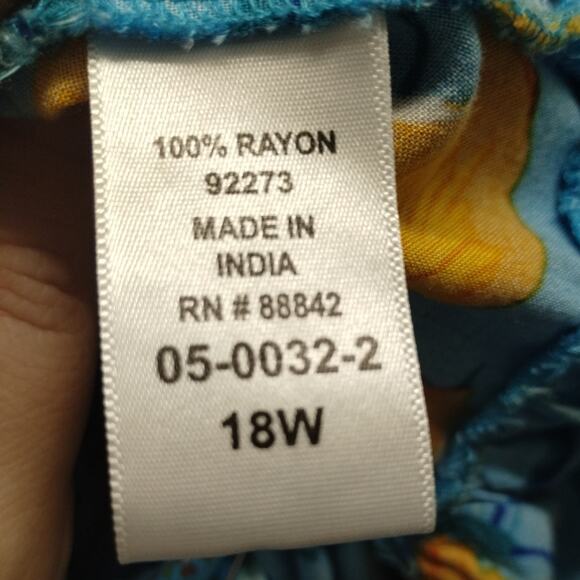 100% RAYON
92273
MADE IN
INDIA
RN # 88842
05-0032-2
18W